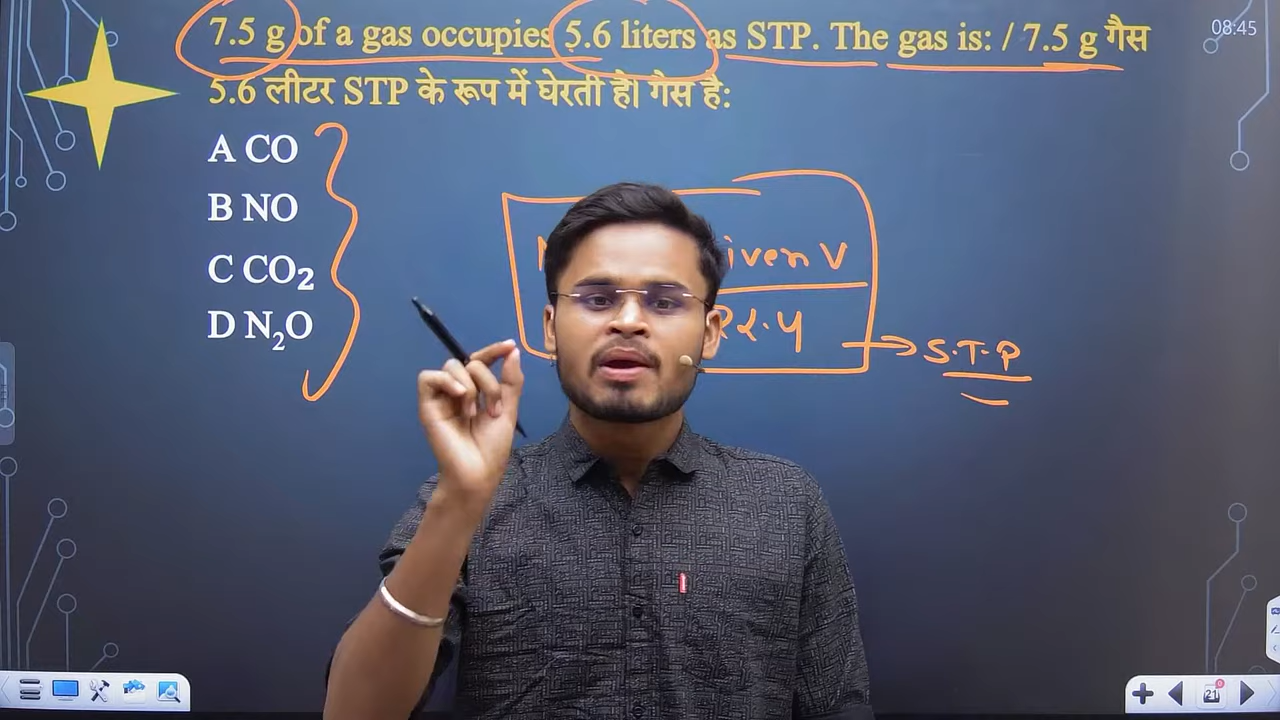 7.5 g of a gas occupies 5.6 liters as STP. The gas is: / 7.5 g गैस
5.6 लीटर STP के रूप में घेरती है। गैस है:
08:45
A CO
B NO
C CO₂
D N₂O
iven V
22.4
S.T.P
21